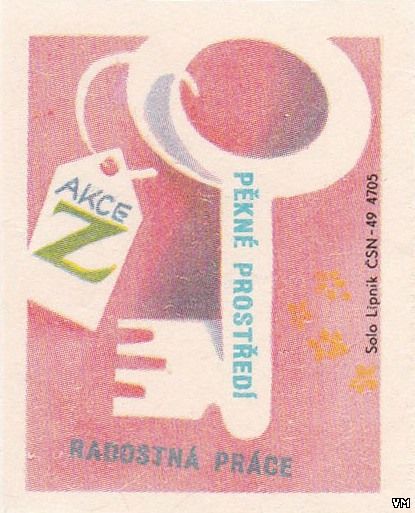 AKCE
Z
PĚKNÉ PROSTŘEDÍ
RADOSTNÁ PRÁCE
Solo Lipník ČSN-49 4705
VM